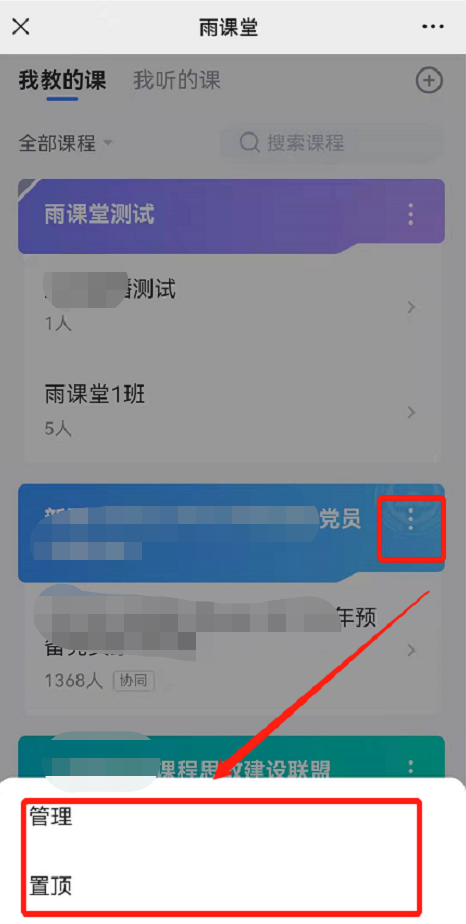 雨课堂
我教的课 我听的课
全部课程 搜索课程
雨课堂测试
播测试
1人
雨课堂1班
5人
党员
年预
1368人 协同
课程思政建设联盟
管理
置顶